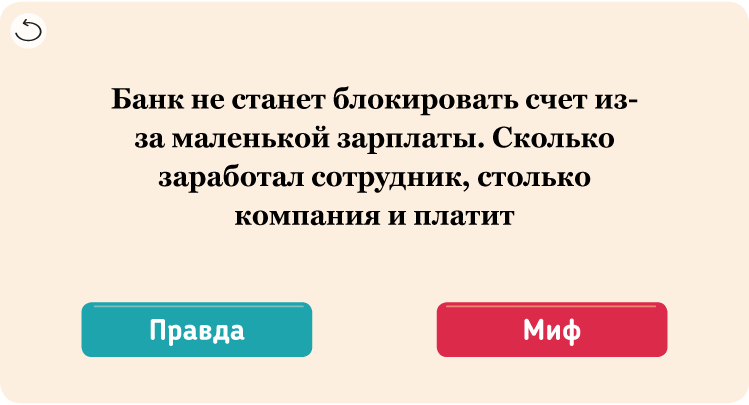 Банк не станет блокировать счет из-
за маленькой зарплаты. Сколько
заработал сотрудник, столько
компания и платит
Правда
Миф